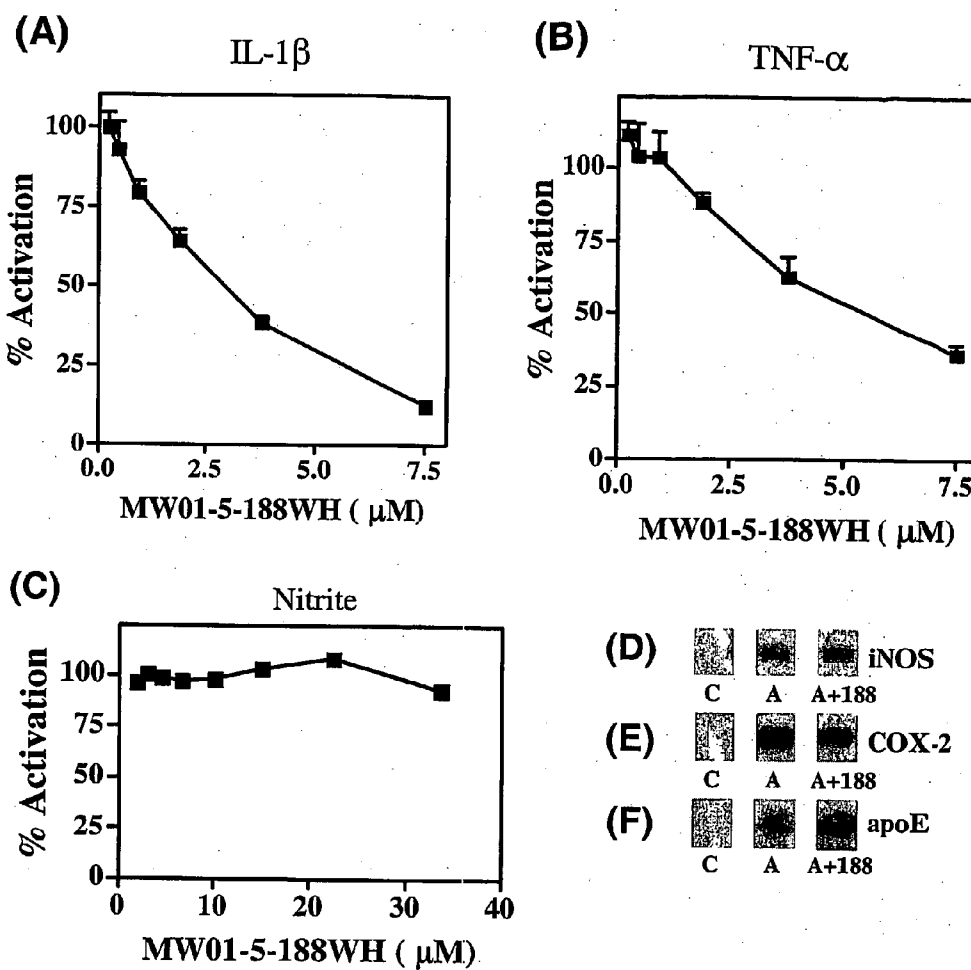 (A)
IL-1β
100
75
50
25
0
% Activation
0.0 2.5 5.0 7.5
MW01-5-188WH ( μM)
(B)
TNF-α
100
75
50
25
0
% Activation
0.0 2.5 5.0 7.5
MW01-5-188WH ( μM)
(C)
Nitrite
100
75
50
25
0
% Activation
0 10 20 30 40
MW01-5-188WH ( μM)
(D) iNOS
C A A+188
(E) COX-2
C A A+188
(F) apoE
C A A+188